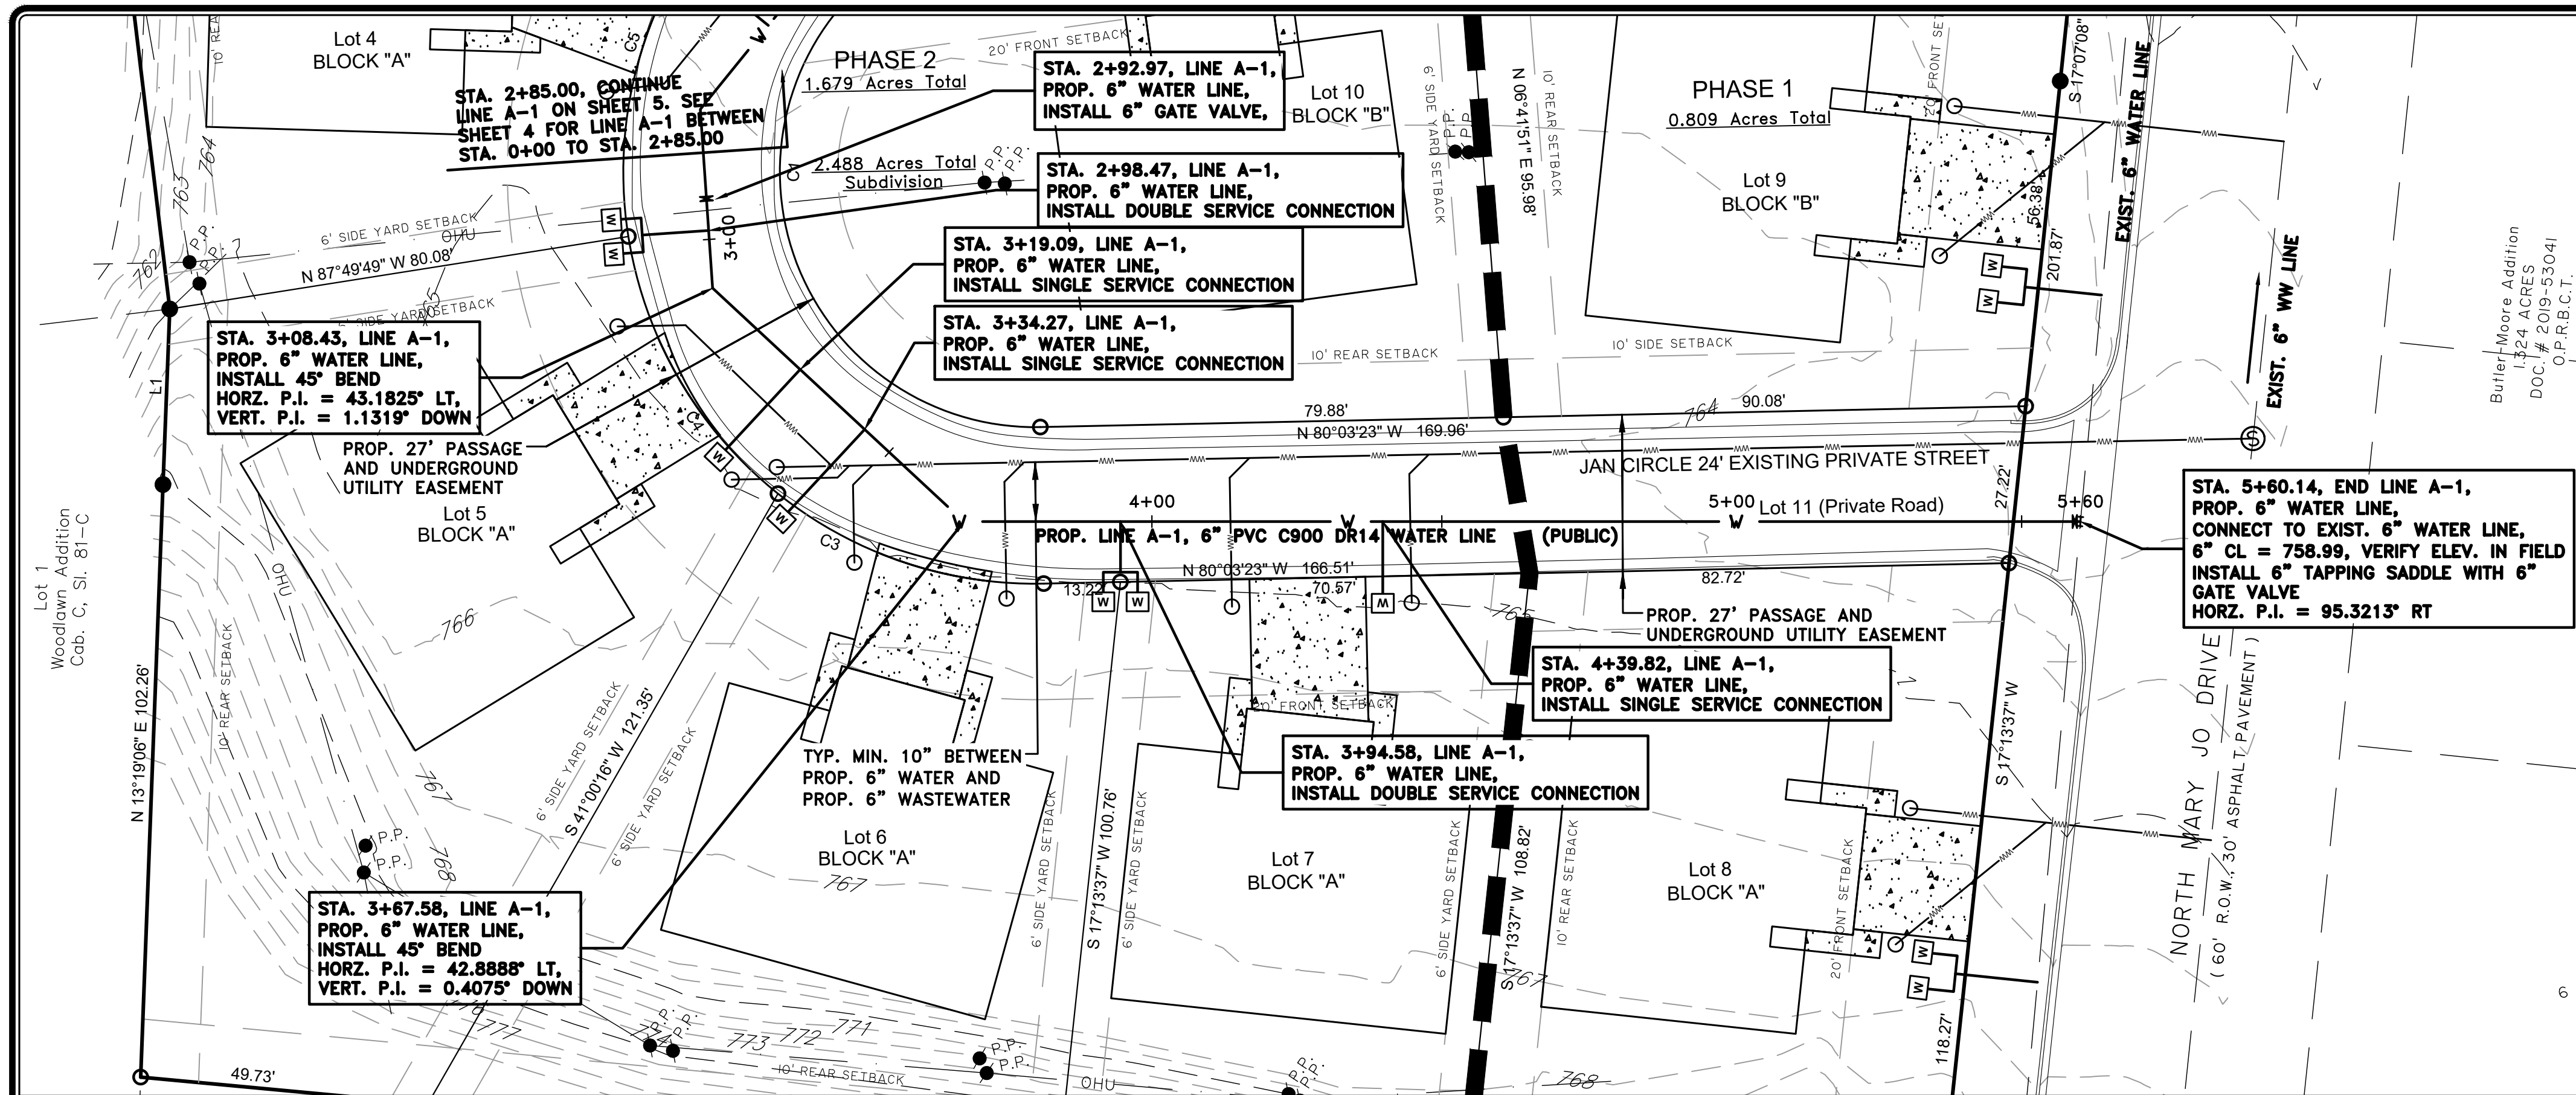 Lot 4
BLOCK "A"
STA. 2+85.00, CONTINUE
LINE A-1 ON SHEET 5. SEE
SHEET 4 FOR LINE A-1 BETWEEN
STA. 0+00 TO STA. 2+85.00
C5
PHASE 2
1.679 Acres Total
2.488 Acres Total
Subdivision
C4
P.P.
P.P.
20' FRONT SETBACK
STA. 2+92.97, LINE A-1,
PROP. 6" WATER LINE,
INSTALL 6" GATE VALVE,
Lot 10
BLOCK "B"
STA. 2+98.47, LINE A-1,
PROP. 6" WATER LINE,
INSTALL DOUBLE SERVICE CONNECTION
STA. 3+19.09, LINE A-1,
PROP. 6" WATER LINE,
INSTALL SINGLE SERVICE CONNECTION
STA. 3+34.27, LINE A-1,
PROP. 6" WATER LINE,
INSTALL SINGLE SERVICE CONNECTION
6' SIDE YARD SETBACK
P.P.
P.P.
N 06°41'51" E 95.98'
10' REAR SETBACK
PHASE 1
0.809 Acres Total
Lot 9
BLOCK "B"
S 17°07'08"
56.38'
201.87'
EXIST. 6" WATER LINE
EXIST. 6" WW LINE
Butler-Moore Addition
1.324 ACRES
DOC. # 2019-53041
O.P.R.B.C.T.
763
764
762
P.P.
P.P.
6' SIDE YARD SETBACK
OHU
N 87°49'49" W 80.08'
765
W
W
3+00
STA. 3+08.43, LINE A-1,
PROP. 6" WATER LINE,
INSTALL 45° BEND
HORZ. P.I. = 43.1825° LT,
VERT. P.I. = 1.1319° DOWN
L1
PROP. 27' PASSAGE
AND UNDERGROUND
UTILITY EASEMENT
Lot 5
BLOCK "A"
C4
W
W
C3
10' REAR SETBACK
10' SIDE SETBACK
W
W
79.88'
90.08'
764
N 80°03'23" W 169.96'
JAN CIRCLE 24' EXISTING PRIVATE STREET
27.22'
S
W
4+00
W
5+00
W
Lot 11 (Private Road)
5+60
PROP. LINE A-1, 6" PVC C900 DR14 WATER LINE (PUBLIC)
N 80°03'23" W 166.51'
13.22'
W
W
70.57'
W
82.72'
765
PROP. 27' PASSAGE AND
UNDERGROUND UTILITY EASEMENT
STA. 5+60.14, END LINE A-1,
PROP. 6" WATER LINE,
CONNECT TO EXIST. 6" WATER LINE,
6" CL = 758.99, VERIFY ELEV. IN FIELD
INSTALL 6" TAPPING SADDLE WITH 6"
GATE VALVE
HORZ. P.I. = 95.3213° RT
STA. 4+39.82, LINE A-1,
PROP. 6" WATER LINE,
INSTALL SINGLE SERVICE CONNECTION
STA. 3+94.58, LINE A-1,
PROP. 6" WATER LINE,
INSTALL DOUBLE SERVICE CONNECTION
20' FRONT SETBACK
Lot 1
Woodlawn Addition
Cab. C, Sl. 81-C
N 13°19'06" E 102.26'
10' REAR SETBACK
OHU
766
767
768
P.P.
P.P.
6' SIDE YARD SETBACK
S 41°00'16" W 121.35'
6' SIDE YARD SETBACK
TYP. MIN. 10" BETWEEN
PROP. 6" WATER AND
PROP. 6" WASTEWATER
Lot 6
BLOCK "A"
767
6' SIDE YARD SETBACK
S 17°13'37" W 100.76'
6' SIDE YARD SETBACK
Lot 7
BLOCK "A"
6' SIDE YARD SETBACK
S 17°13'37" W 108.82'
767
10' REAR SETBACK
Lot 8
BLOCK "A"
20' FRONT SETBACK
W
W
S 17°13'37" W
118.27'
NORTH MARY JO DRIVE
( 60' R.O.W., 30' ASPHALT PAVEMENT )
6
STA. 3+67.58, LINE A-1,
PROP. 6" WATER LINE,
INSTALL 45° BEND
HORZ. P.I. = 42.8888° LT,
VERT. P.I. = 0.4075° DOWN
777
774
P.P.
P.P.
773
772
771
P.P.
P.P.
10' REAR SETBACK
OHU
P.P.
P.P.
768
49.73'